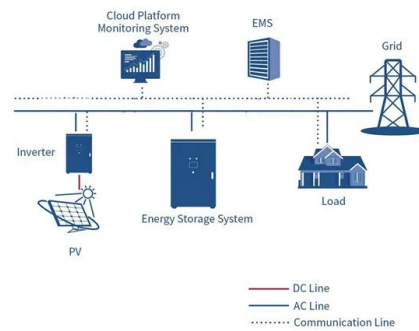 Cloud Platform
Monitoring System
EMS
Grid
Inverter
Energy Storage System
Load
PV
DC Line
AC Line
Communication Line